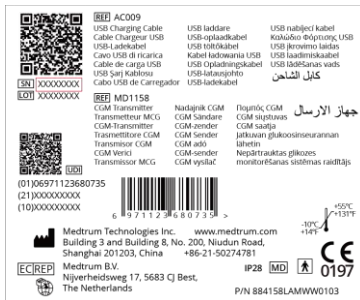 REF AC009
USB Charging Cable USB laddare USB nabíjecí kabel
Cable Chargeur USB USB-oplaadkabel Καλώδιο Φόρτισης USB
USB-Ladekabel USB töltőkábel USB įkrovimo laidas
Cavo USB di ricarica Kabel ładowania USB USB laadimiskaabel
Cable de carga USB USB Opladningskabel USB lādēšanas vads
USB Şarj Kablosu USB-latausjohto كابل الشاحن
Cabo USB de Carregador USB-ladekabel
SN XXXXXXXX
LOT XXXXXXXX
REF MD1158
CGM Transmitter Nadajnik CGM Πομπός CGM جهاز الارسال
Transmetteur MCG CGM Sändare CGM siųstuvas
CGM-Transmitter CGM-zender CGM saatja
Trasmettitore CGM CGM-sender Jatkuvan glukoosinseurannan
Transmisor CGM CGM adó lähetin
CGM Verici CGM-sender Nepārtrauktas glikozes
Transmissor MCG CGM vysílač monitorēšanas sistēmas raidītājs
UDI
(01)06971123680735
(21)XXXXXXXX
(10)XXXXXXXX
6 971123 680735 >
+55°C
+131°F
-10°C
+14°F
Medtrum Technologies Inc. www.medtrum.com
Building 3 and Building 8, No. 200, Niudun Road,
Shanghai 201203, China +86-21-50274781
EC REP Medtrum B.V.
Nijverheidsweg 17, 5683 CJ Best,
The Netherlands
IP28 MD CE 0197
P/N 884158LAMWW0103